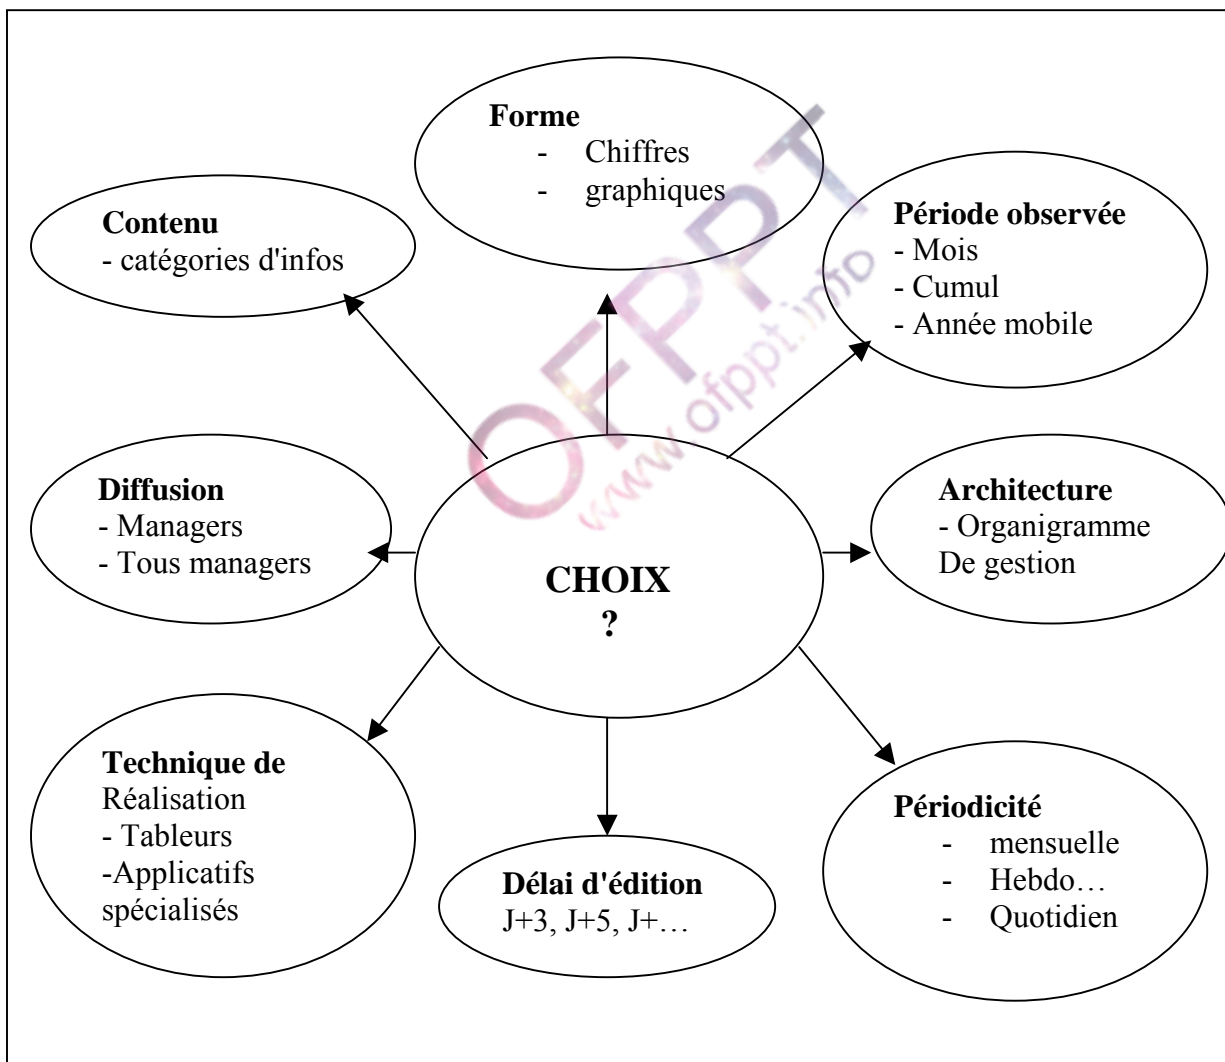 Forme
- Chiffres
- graphiques
Contenu
- catégories d'infos
Période observée
- Mois
- Cumul
- Année mobile
Diffusion
- Managers
- Tous managers
CHOIX
?
Architecture
- Organigramme
De gestion
Technique de
Réalisation
- Tableurs
-Applicatifs
spécialisés
Délai d'édition
J+3, J+5, J+…
Périodicité
- mensuelle
- Hebdo…
- Quotidien
OFPPT
www.ofppt.info